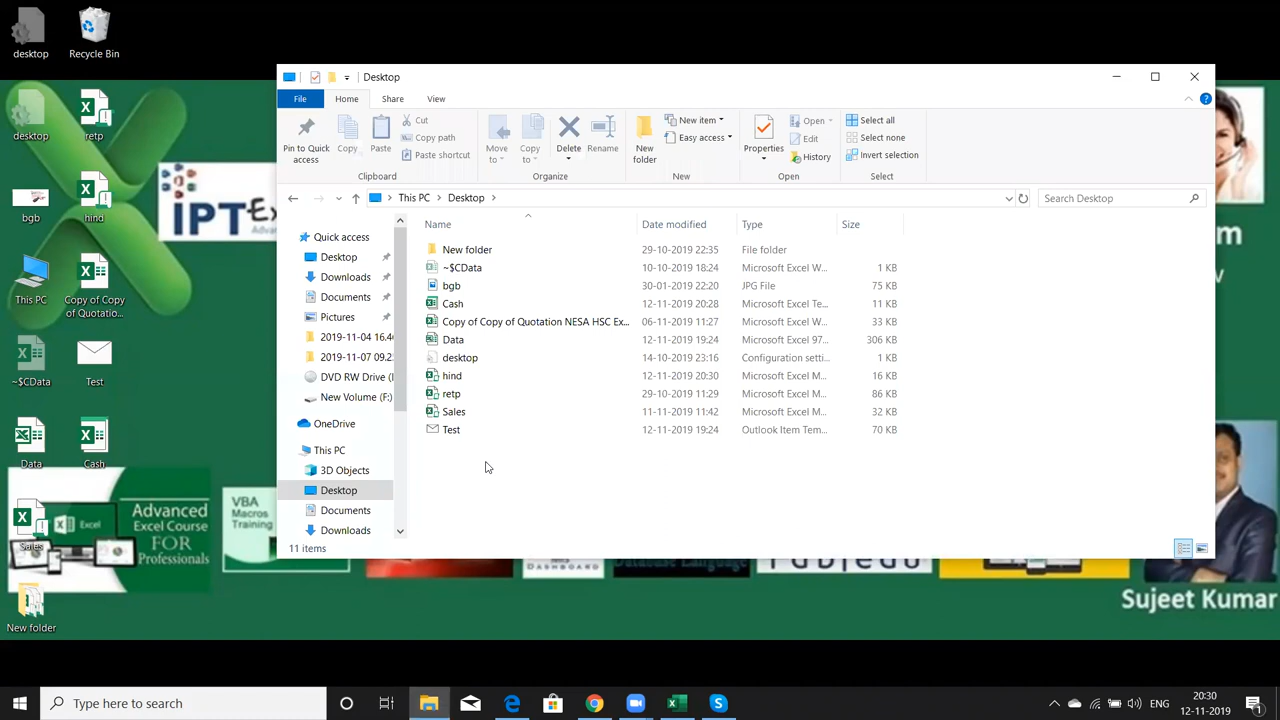 desktop
Recycle Bin
desktop
retp
bgb
hind
This PC
Copy of Copy
of Quotatio...
~$CData
Test
Data
Cash
Sales
New folder
IPT
Advanced
Excel Course
FOR
Professionals
Excel
VBA
Macros
Training
DASHBOARD
Sujeet Kumar
Desktop
File
Home
Share
View
Pin to Quick
access
Copy
Paste
Cut
Copy path
Paste shortcut
Clipboard
Move
to
Copy
to
Delete
Rename
Organize
New
folder
New item
Easy access
New
Properties
Open
Edit
History
Open
Select all
Select none
Invert selection
Select
This PC
Desktop
Search Desktop
Name
Date modified
Type
Size
Quick access
Desktop
Downloads
Documents
Pictures
2019-11-04 16.4
2019-11-07 09.2
DVD RW Drive (
New Volume (F:)
OneDrive
This PC
3D Objects
Desktop
Documents
Downloads
New folder 29-10-2019 22:35 File folder
~$CData 10-10-2019 18:24 Microsoft Excel W... 1 KB
bgb 30-01-2019 22:20 JPG File 75 KB
Cash 12-11-2019 20:28 Microsoft Excel Te... 11 KB
Copy of Copy of Quotation NESA HSC Ex... 06-11-2019 11:27 Microsoft Excel W... 33 KB
Data 12-11-2019 19:24 Microsoft Excel 97... 306 KB
desktop 14-10-2019 23:16 Configuration setti... 1 KB
hind 12-11-2019 20:30 Microsoft Excel M... 16 KB
retp 29-10-2019 11:29 Microsoft Excel M... 86 KB
Sales 11-11-2019 11:42 Microsoft Excel M... 32 KB
Test 12-11-2019 19:24 Outlook Item Tem... 70 KB
11 items
Type here to search
ENG
20:30
12-11-2019